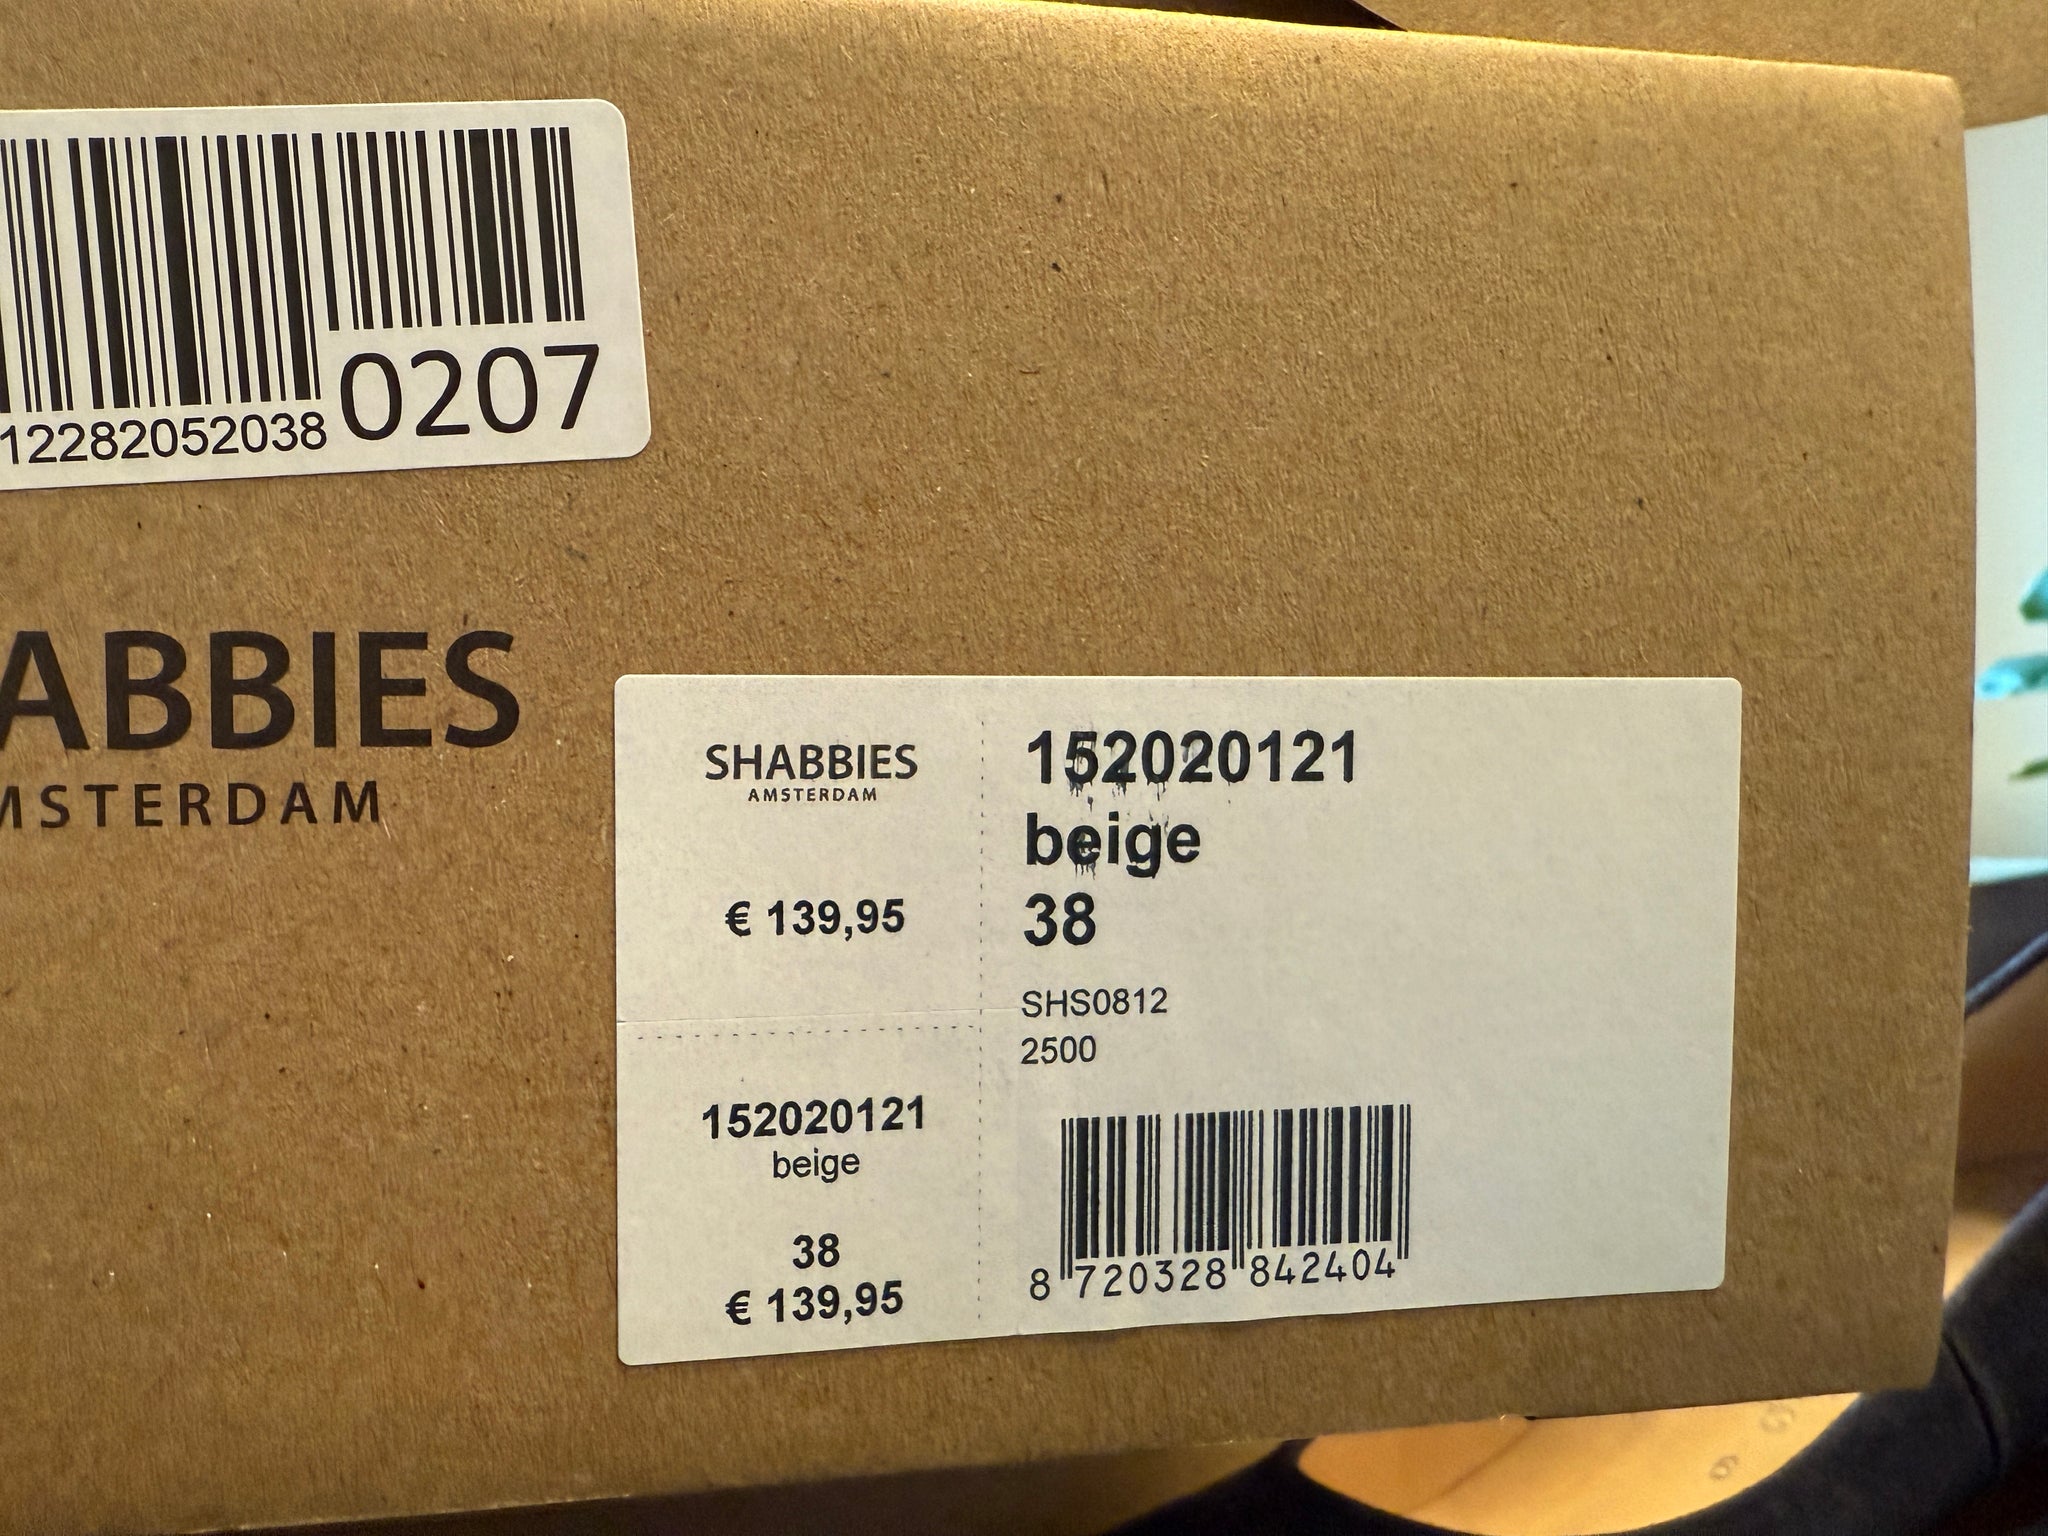 12282052038 0207
ABBIES
MSTERDAM
SHABBIES
AMSTERDAM
€ 139,95
152020121
beige
38
€ 139,95
152020121
beige
38
SHS0812
2500
8 720328 842404